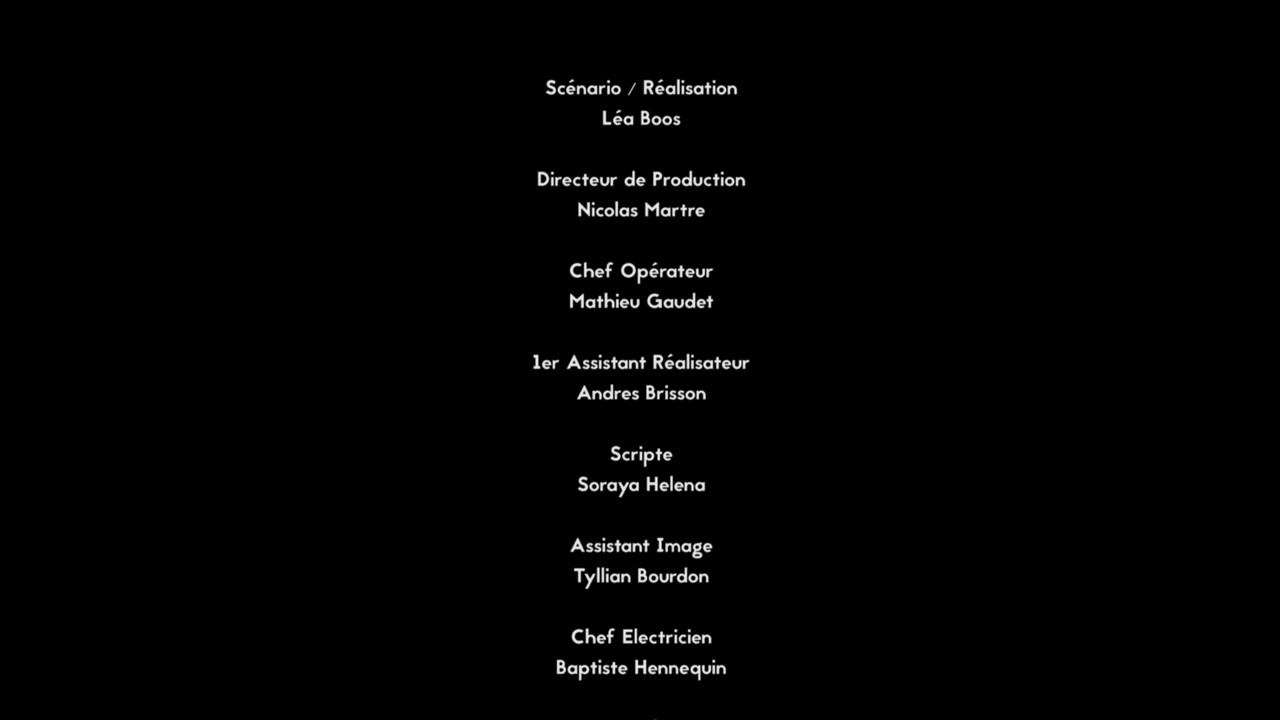 Scénario / Réalisation
Léa Boos
Directeur de Production
Nicolas Martre
Chef Opérateur
Mathieu Gaudet
1er Assistant Réalisateur
Andres Brisson
Scripte
Soraya Helena
Assistant Image
Tyllian Bourdon
Chef Electricien
Baptiste Hennequin